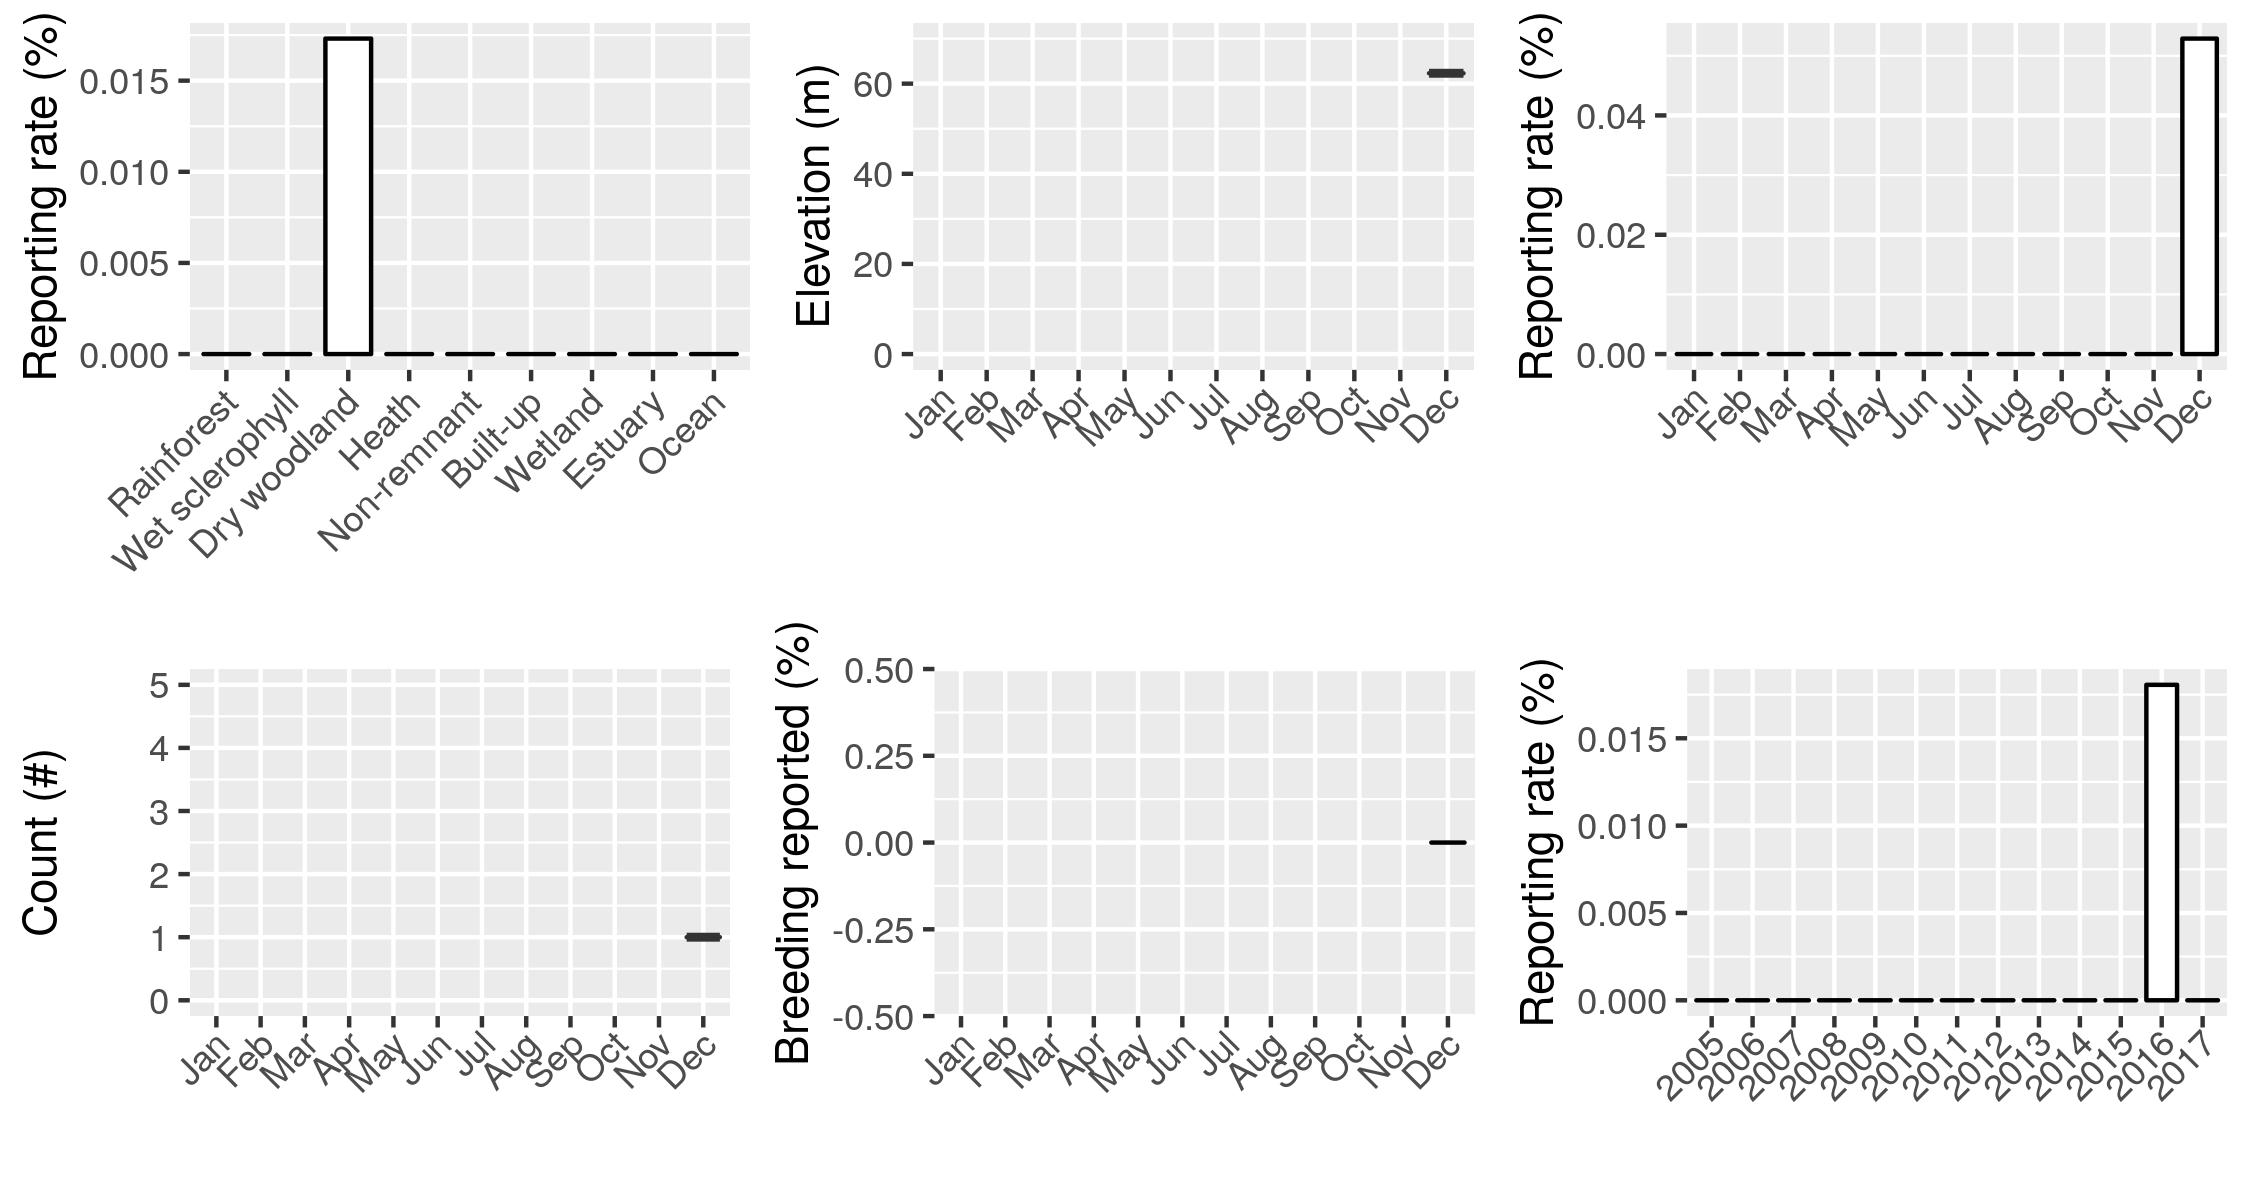 Reporting rate (%)
0.015
0.010
0.005
0.000
Rainforest
Wet sclerophyll
Dry woodland
Heath
Non-remnant
Built-up
Wetland
Estuary
Ocean
Elevation (m)
60
40
20
0
Jan
Feb
Mar
Apr
May
Jun
Jul
Aug
Sep
Oct
Nov
Dec
Reporting rate (%)
0.04
0.02
0.00
Jan
Feb
Mar
Apr
May
Jun
Jul
Aug
Sep
Oct
Nov
Dec
Count (#)
5
4
3
2
1
0
Jan
Feb
Mar
Apr
May
Jun
Jul
Aug
Sep
Oct
Nov
Dec
Breeding reported (%)
0.50
0.25
0.00
-0.25
-0.50
Jan
Feb
Mar
Apr
May
Jun
Jul
Aug
Sep
Oct
Nov
Dec
Reporting rate (%)
0.015
0.010
0.005
0.000
2005
2006
2007
2008
2009
2010
2011
2012
2013
2014
2015
2016
2017